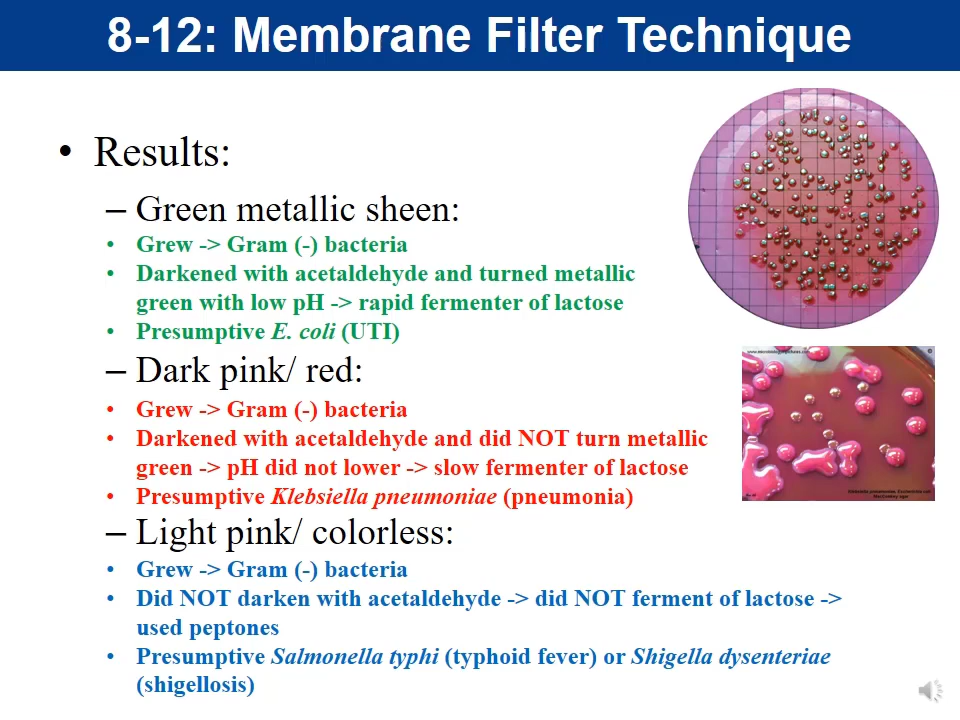 8-12: Membrane Filter Technique
• Results:
– Green metallic sheen:
• Grew -> Gram (-) bacteria
• Darkened with acetaldehyde and turned metallic
green with low pH -> rapid fermenter of lactose
• Presumptive E. coli (UTI)
– Dark pink/ red:
• Grew -> Gram (-) bacteria
• Darkened with acetaldehyde and did NOT turn metallic
green -> pH did not lower -> slow fermenter of lactose
• Presumptive Klebsiella pneumoniae (pneumonia)
– Light pink/ colorless:
• Grew -> Gram (-) bacteria
• Did NOT darken with acetaldehyde -> did NOT ferment of lactose ->
used peptones
• Presumptive Salmonella typhi (typhoid fever) or Shigella dysenteriae
(shigellosis)